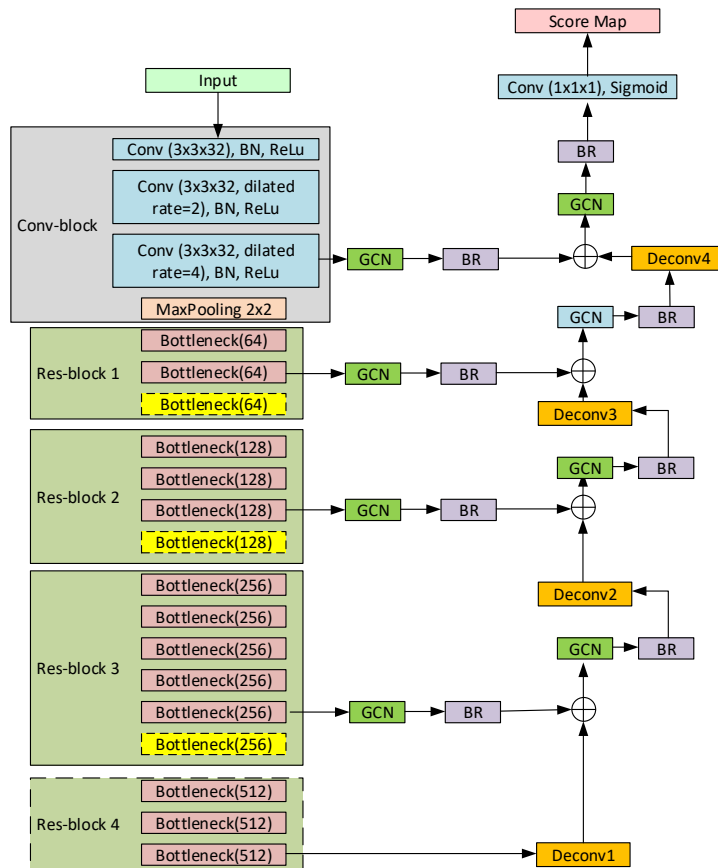 Score Map
Input
Conv (1x1x1), Sigmoid
Conv-block
Conv (3x3x32), BN, ReLu
BR
Conv (3x3x32, dilated
rate=2), BN, ReLu
GCN
Conv (3x3x32, dilated
rate=4), BN, ReLu
GCN
BR
Deconv4
MaxPooling 2x2
GCN
BR
Res-block 1
Bottleneck(64)
Bottleneck(64)
Bottleneck(64)
GCN
BR
Deconv3
Res-block 2
Bottleneck(128)
Bottleneck(128)
Bottleneck(128)
Bottleneck(128)
GCN
BR
GCN
BR
Deconv2
Res-block 3
Bottleneck(256)
Bottleneck(256)
Bottleneck(256)
Bottleneck(256)
Bottleneck(256)
Bottleneck(256)
GCN
BR
GCN
BR
Res-block 4
Bottleneck(512)
Bottleneck(512)
Bottleneck(512)
Deconv1